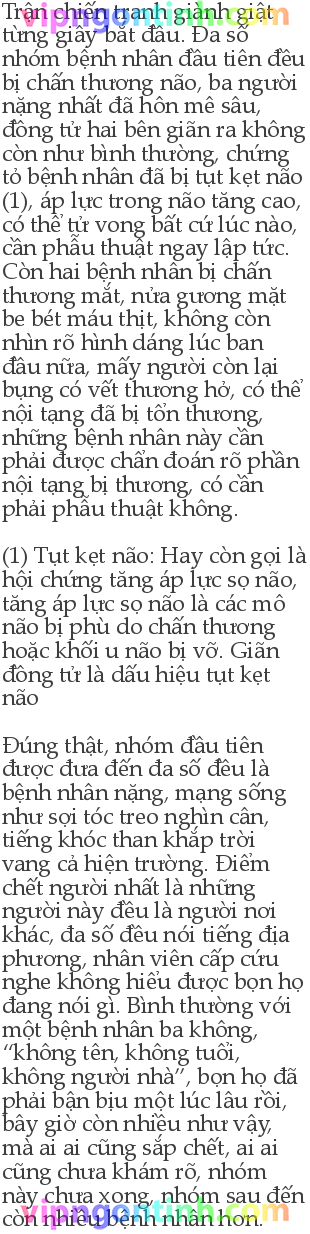 Trận chiến tranh giành giật
từng giây bắt đầu. Đa số
nhóm bệnh nhân đầu tiên đều
bị chấn thương não, ba người
nặng nhất đã hôn mê sâu,
đồng tử hai bên giãn ra không
còn như bình thường, chứng
tỏ bệnh nhân đã bị tụt kẹt não
(1), áp lực trong não tăng cao,
có thể tử vong bất cứ lúc nào,
cần phẫu thuật ngay lập tức.
Còn hai bệnh nhân bị chấn
thương mắt, nửa gương mặt
be bét máu thịt, không còn
nhìn rõ hình dáng lúc ban
đầu nữa, mấy người còn lại
bụng có vết thương hở, có thể
nội tạng đã bị tổn thương,
những bệnh nhân này cần
phải được chẩn đoán rõ phần
nội tạng bị thương, có cần
phải phẫu thuật không.
(1) Tụt kẹt não: Hay còn gọi là
hội chứng tăng áp lực sọ não,
tăng áp lực sọ não là các mô
não bị phù do chấn thương
hoặc khối u não bị vỡ. Giãn
đồng tử là dấu hiệu tụt kẹt
não
Đúng thật, nhóm đầu tiên
được đưa đến đa số đều là
bệnh nhân nặng, mạng sống
như sợi tóc treo nghìn cân,
tiếng khóc than khắp trời
vang cả hiện trường. Điểm
chết người nhất là những
người này đều là người nơi
khác, đa số đều nói tiếng địa
phương, nhân viên cấp cứu
nghe không hiểu được bọn họ
đang nói gì. Bình thường với
một bệnh nhân ba không,
“không tên, không tuổi,
không người nhà”, bọn họ đã
phải bận bịu một lúc lâu rồi,
bây giờ còn nhiều như vậy,
mà ai ai cũng sắp chết, ai ai
cũng chưa khám rõ, nhóm
này chưa xong, nhóm sau đến
còn nhiều bệnh nhân hơn.
vipngontinh.com
vipngontinh.com